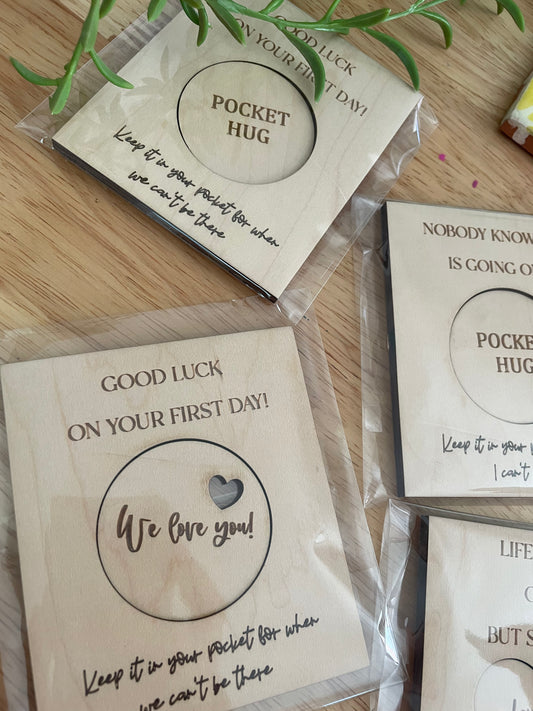 GOOD LUCK
ON YOUR FIRST DAY!
POCKET
HUG
Keep it in your pocket for when
we can't be there
NOBODY KNOW
IS GOING O
POCKE
HUG
Keep it in your
I can't
GOOD LUCK
ON YOUR FIRST DAY!
We love you!
Keep it in your pocket for when
we can't be there
LIFE
BUT S